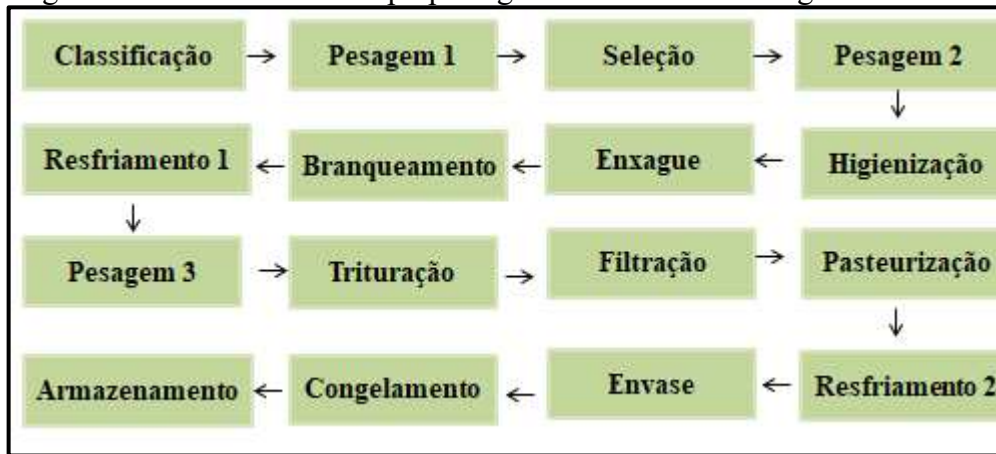 Classificação
Pesagem 1
Seleção
Pesagem 2
Higienização
Enxague
Branqueamento
Resfriamento 1
Pesagem 3
Trituração
Filtração
Pasteurização
Resfriamento 2
Envase
Congelamento
Armazenamento